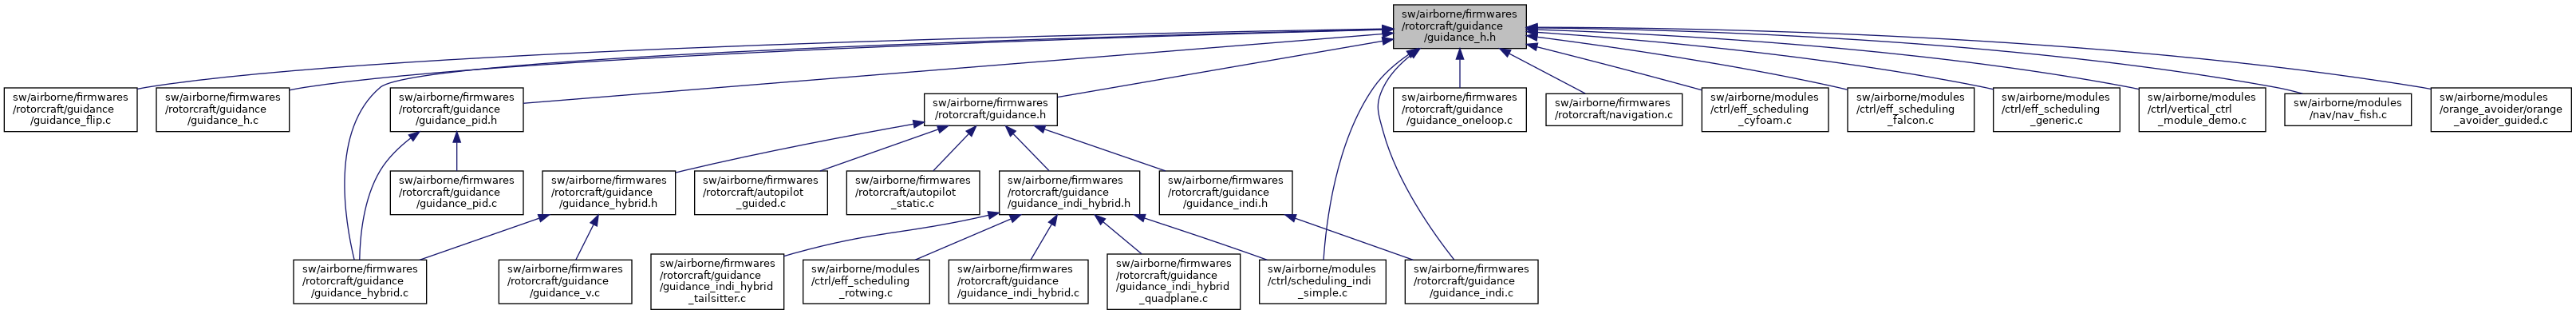 sw/airborne/firmwares
/rotorcraft/guidance
/guidance_h.h
sw/airborne/firmwares
/rotorcraft/guidance
/guidance_flip.c
sw/airborne/firmwares
/rotorcraft/guidance
/guidance_h.c
sw/airborne/firmwares
/rotorcraft/guidance
/guidance_pid.h
sw/airborne/firmwares
/rotorcraft/guidance.h
sw/airborne/firmwares
/rotorcraft/guidance
/guidance_oneloop.c
sw/airborne/firmwares
/rotorcraft/navigation.c
sw/airborne/modules
/ctrl/eff_scheduling
_cyfoam.c
sw/airborne/modules
/ctrl/eff_scheduling
_falcon.c
sw/airborne/modules
/ctrl/eff_scheduling
_generic.c
sw/airborne/modules
/ctrl/vertical_ctrl
_module_demo.c
sw/airborne/modules
/nav/nav_fish.c
sw/airborne/modules
/orange_avoider/orange
_avoider_guided.c
sw/airborne/firmwares
/rotorcraft/guidance
/guidance_pid.c
sw/airborne/firmwares
/rotorcraft/guidance
/guidance_hybrid.h
sw/airborne/firmwares
/rotorcraft/autopilot
_guided.c
sw/airborne/firmwares
/rotorcraft/autopilot
_static.c
sw/airborne/firmwares
/rotorcraft/guidance
/guidance_indi_hybrid.h
sw/airborne/firmwares
/rotorcraft/guidance
/guidance_indi.h
sw/airborne/firmwares
/rotorcraft/guidance
/guidance_hybrid.c
sw/airborne/firmwares
/rotorcraft/guidance
/guidance_v.c
sw/airborne/firmwares
/rotorcraft/guidance
/guidance_indi_hybrid
_tailsitter.c
sw/airborne/modules
/ctrl/eff_scheduling
_rotwing.c
sw/airborne/firmwares
/rotorcraft/guidance
/guidance_indi_hybrid.c
sw/airborne/firmwares
/rotorcraft/guidance
/guidance_indi_hybrid
_quadplane.c
sw/airborne/modules
/ctrl/scheduling_indi
_simple.c
sw/airborne/firmwares
/rotorcraft/guidance
/guidance_indi.c